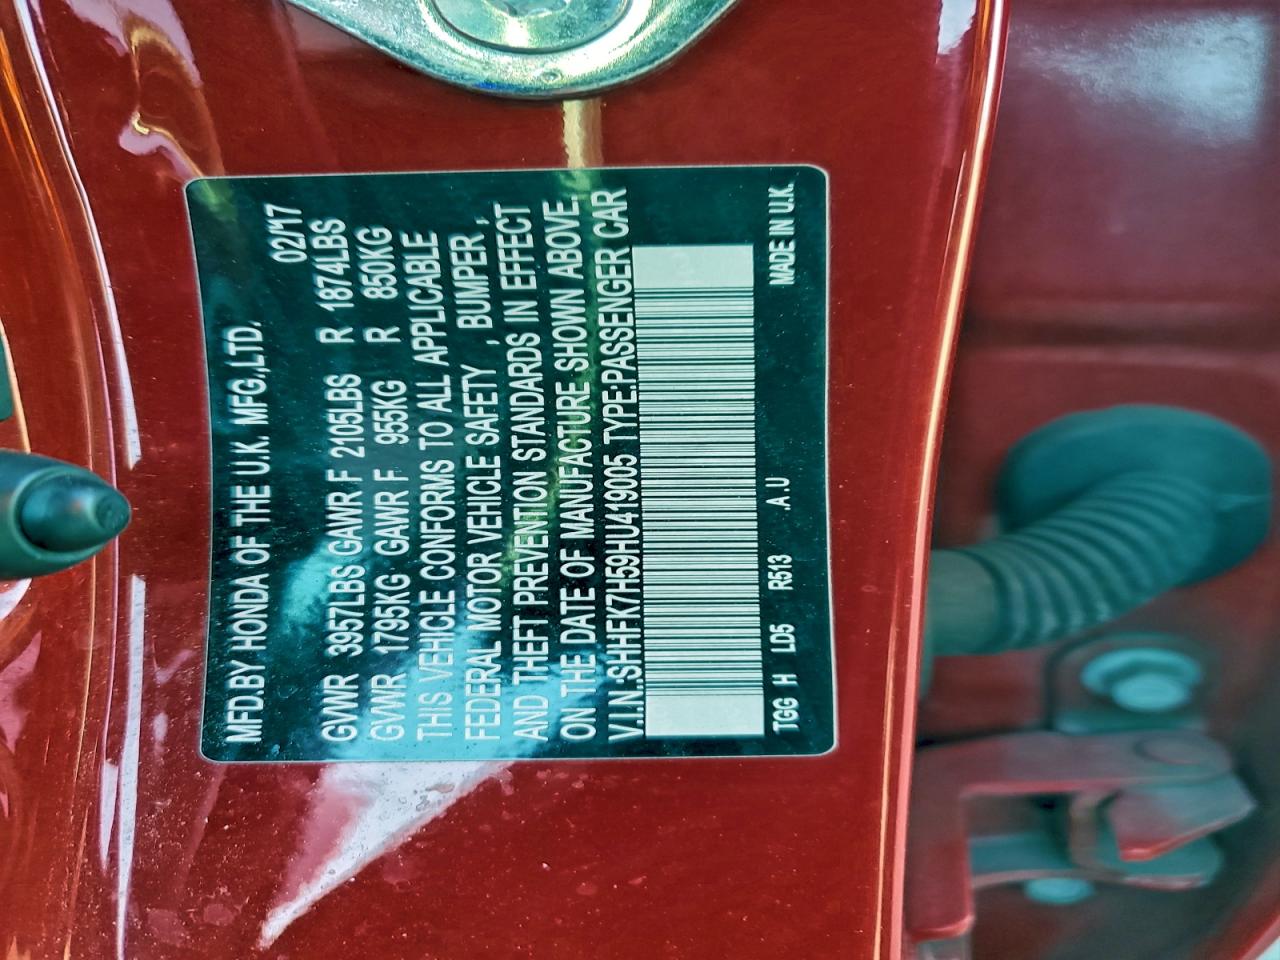 MFD.BY HONDA OF THE U.K. MFG.,LTD.
02/17
GVWR 3957LBS GAWR F 2105LBS R 1874LBS
GVWR 1795KG GAWR F 955KG R 850KG
THIS VEHICLE CONFORMS TO ALL APPLICABLE
FEDERAL MOTOR VEHICLE SAFETY , BUMPER ,
AND THEFT PREVENTION STANDARDS IN EFFECT
ON THE DATE OF MANUFACTURE SHOWN ABOVE.
V.I.N.:SHHFK7H59HU419005 TYPE:PASSENGER CAR
TGG H LD5 R513 .A.U MADE IN U.K.